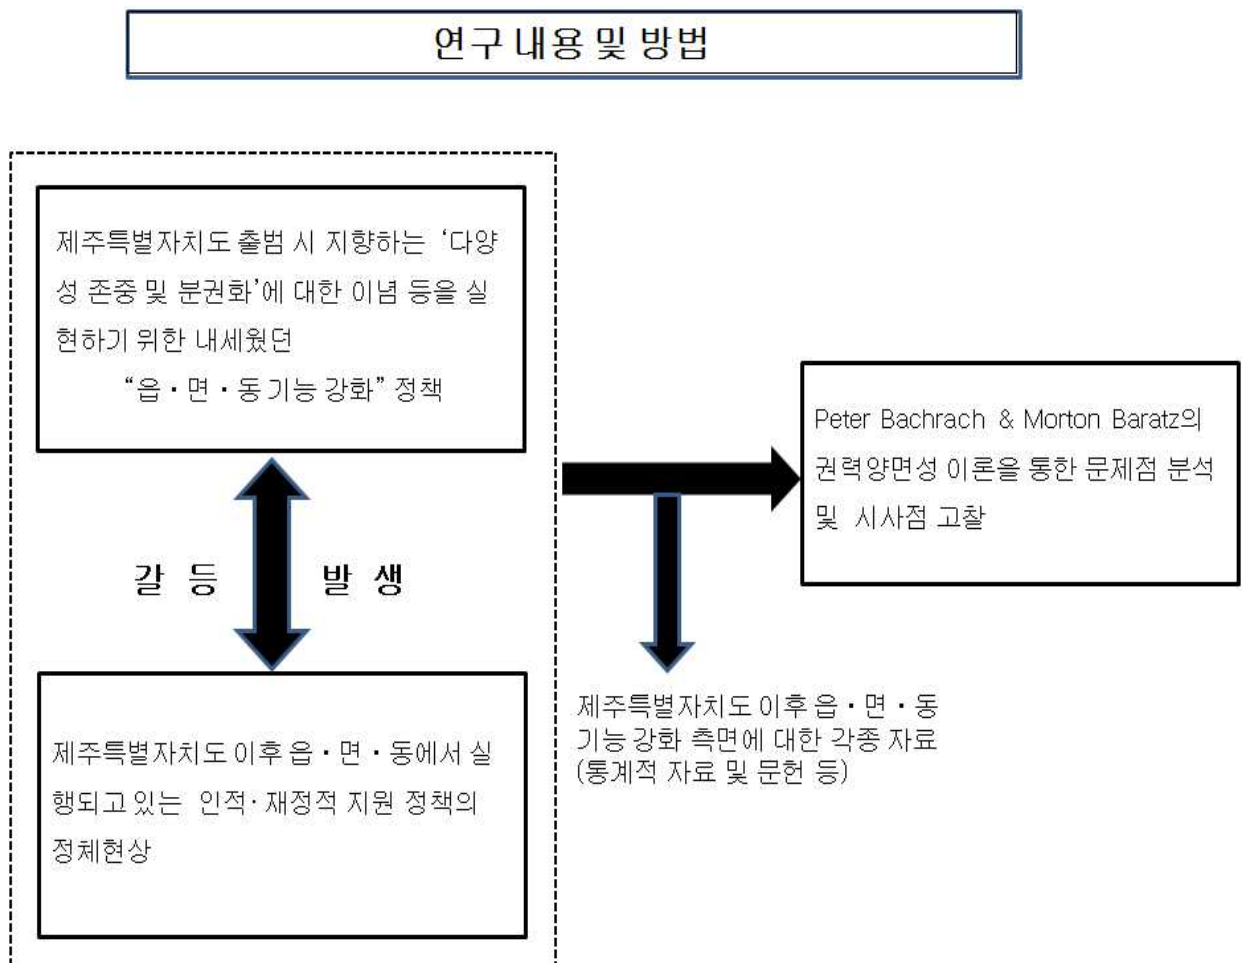 연구 내용 및 방법
제주특별자치도 출범 시 지향하는 ‘다양
성 존중 및 분권화’에 대한 이념 등을 실
현하기 위한 내세웠던
“읍・면・동 기능 강화” 정책
갈 등 발 생
제주특별자치도 이후 읍・면・동에서 실
행되고 있는 인적·재정적 지원 정책의
정체현상
Peter Bachrach & Morton Baratz의
권력양면성 이론을 통한 문제점 분석
및 시사점 고찰
제주특별자치도 이후 읍・면・동
기능 강화 측면에 대한 각종 자료
(통계적 자료 및 문헌 등)